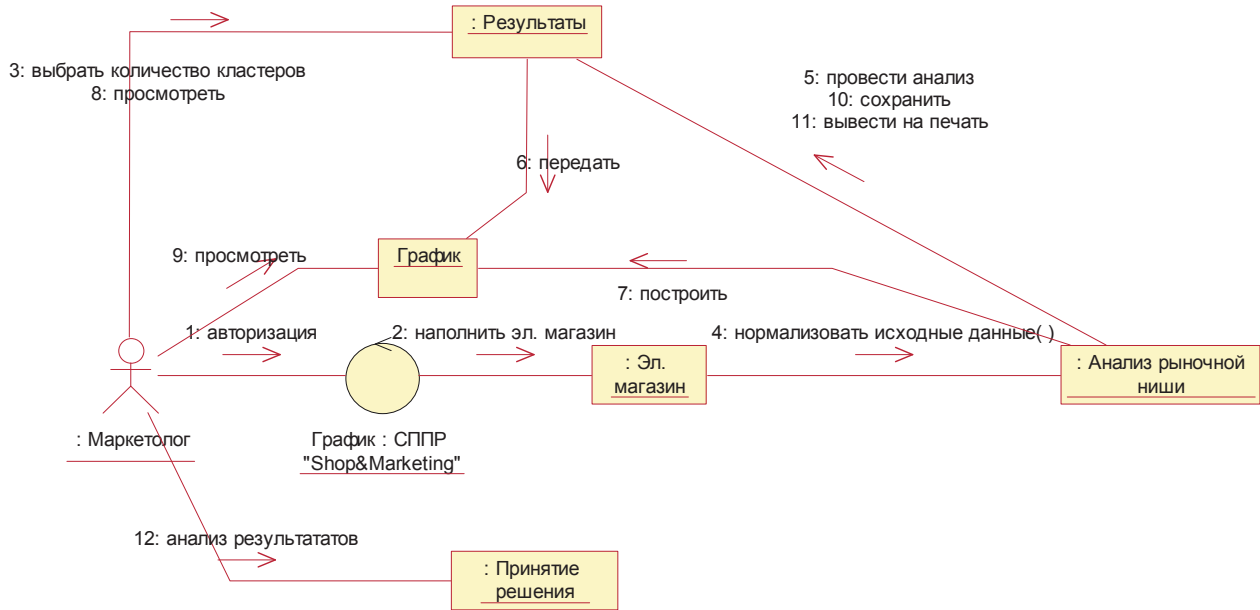 : Результаты
3: выбрать количество кластеров
8: просмотреть
5: провести анализ
10: сохранить
11: вывести на печать
6: передать
9: просмотреть
График
7: построить
1: авторизация
2: наполнить эл. магазин
4: нормализовать исходные данные( )
: Эл.
магазин
: Анализ рыночной
ниши
: Маркетолог
График : СППР
"Shop&Marketing"
12: анализ результататов
: Принятие
решения